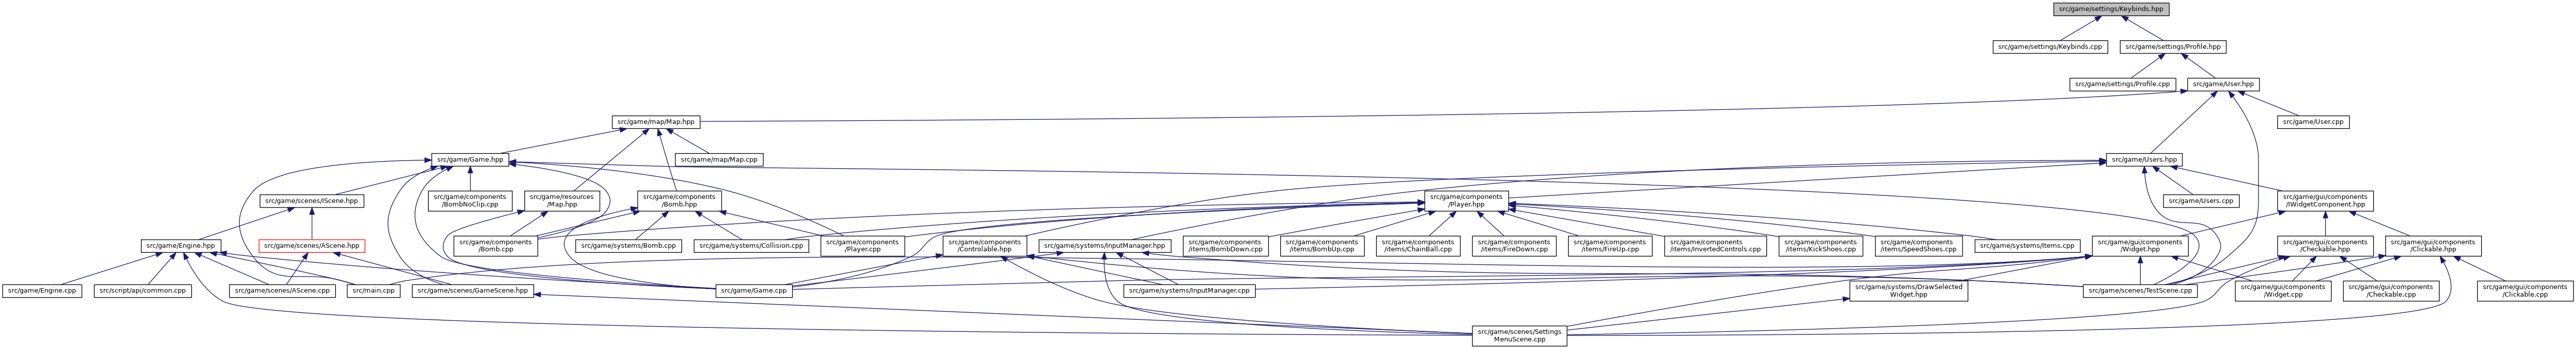 src/game/settings/Keybinds.hpp
src/game/settings/Keybinds.cpp
src/game/settings/Profile.hpp
src/game/settings/Profile.cpp
src/game/User.hpp
src/game/map/Map.hpp
src/game/User.cpp
src/game/Game.hpp
src/game/map/Map.cpp
src/game/Users.hpp
src/game/scenes/IScene.hpp
src/game/components
/BombNoClip.cpp
src/game/resources
/Map.hpp
src/game/components
/Bomb.hpp
src/game/components
/Player.hpp
src/game/Users.cpp
src/game/gui/components
/IWidgetComponent.hpp
src/game/Engine.hpp
src/game/scenes/AScene.hpp
src/game/components
/Bomb.cpp
src/game/systems/Bomb.cpp
src/game/systems/Collision.cpp
src/game/components
/Player.cpp
src/game/components
/Controlable.hpp
src/game/systems/InputManager.hpp
src/game/components
/items/BombDown.cpp
src/game/components
/items/BombUp.cpp
src/game/components
/items/ChainBall.cpp
src/game/components
/items/FireDown.cpp
src/game/components
/items/FireUp.cpp
src/game/components
/items/InvertedControls.cpp
src/game/components
/items/KickShoes.cpp
src/game/components
/items/SpeedShoes.cpp
src/game/systems/Items.cpp
src/game/gui/components
/Widget.hpp
src/game/gui/components
/Checkable.hpp
src/game/gui/components
/Clickable.hpp
src/game/Engine.cpp
src/script/api/common.cpp
src/game/scenes/AScene.cpp
src/main.cpp
src/game/scenes/GameScene.hpp
src/game/Game.cpp
src/game/systems/InputManager.cpp
src/game/systems/DrawSelected
Widget.hpp
src/game/scenes/TestScene.cpp
src/game/gui/components
/Widget.cpp
src/game/gui/components
/Checkable.cpp
src/game/gui/components
/Clickable.cpp
src/game/scenes/Settings
MenuScene.cpp